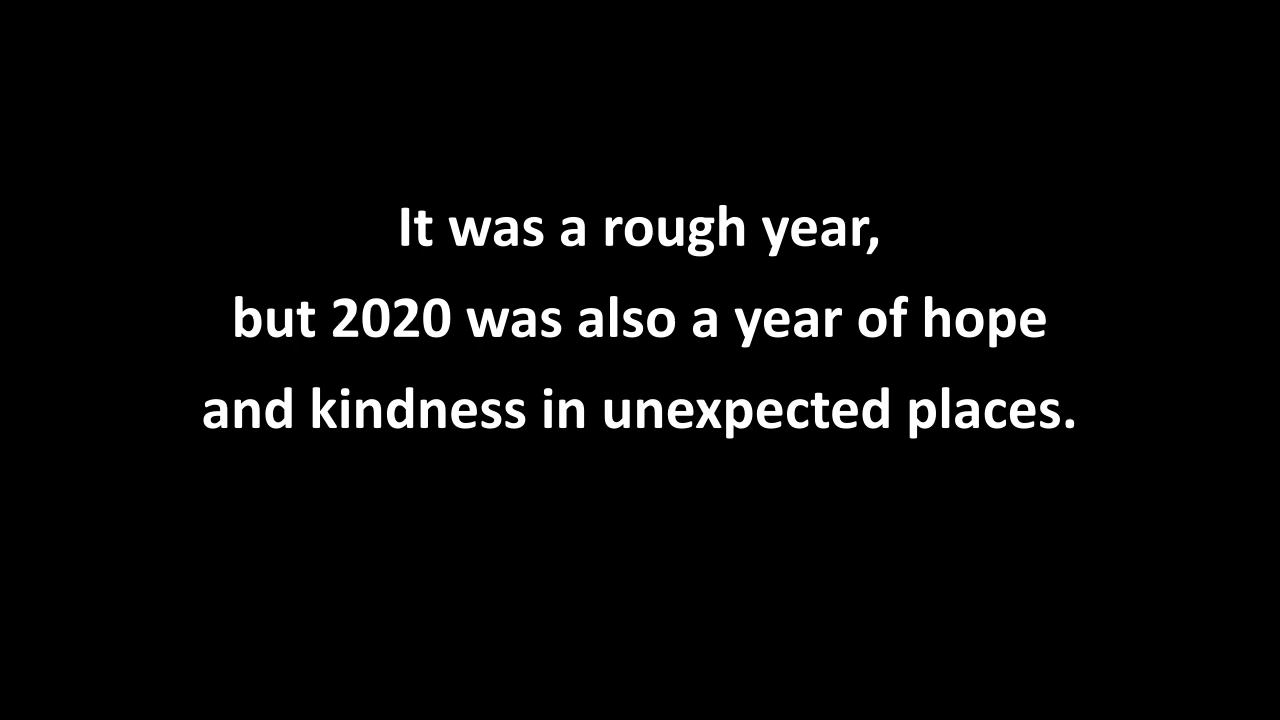 It was a rough year,
but 2020 was also a year of hope
and kindness in unexpected places.